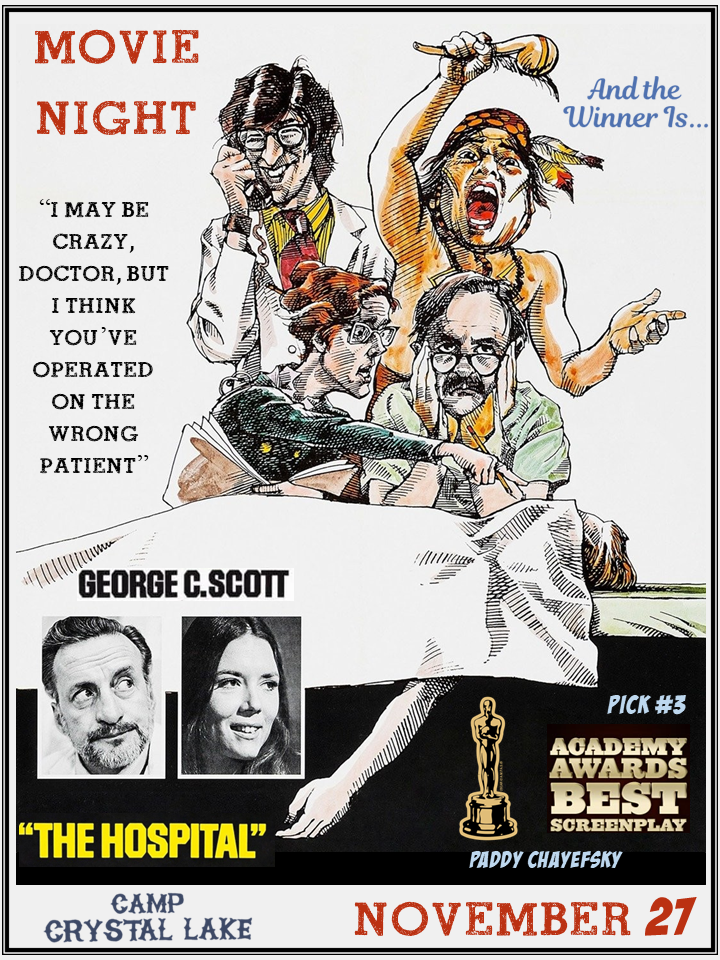 MOVIE
NIGHT
And the
Winner Is...
“I MAY BE
CRAZY,
DOCTOR, BUT
I THINK
YOU’VE
OPERATED
ON THE
WRONG
PATIENT”
GEORGE C. SCOTT
PICK #3
ACADEMY
AWARDS
BEST
SCREENPLAY
“THE HOSPITAL”
PADDY CHAYEFSKY
CAMP
CRYSTAL LAKE
NOVEMBER 27